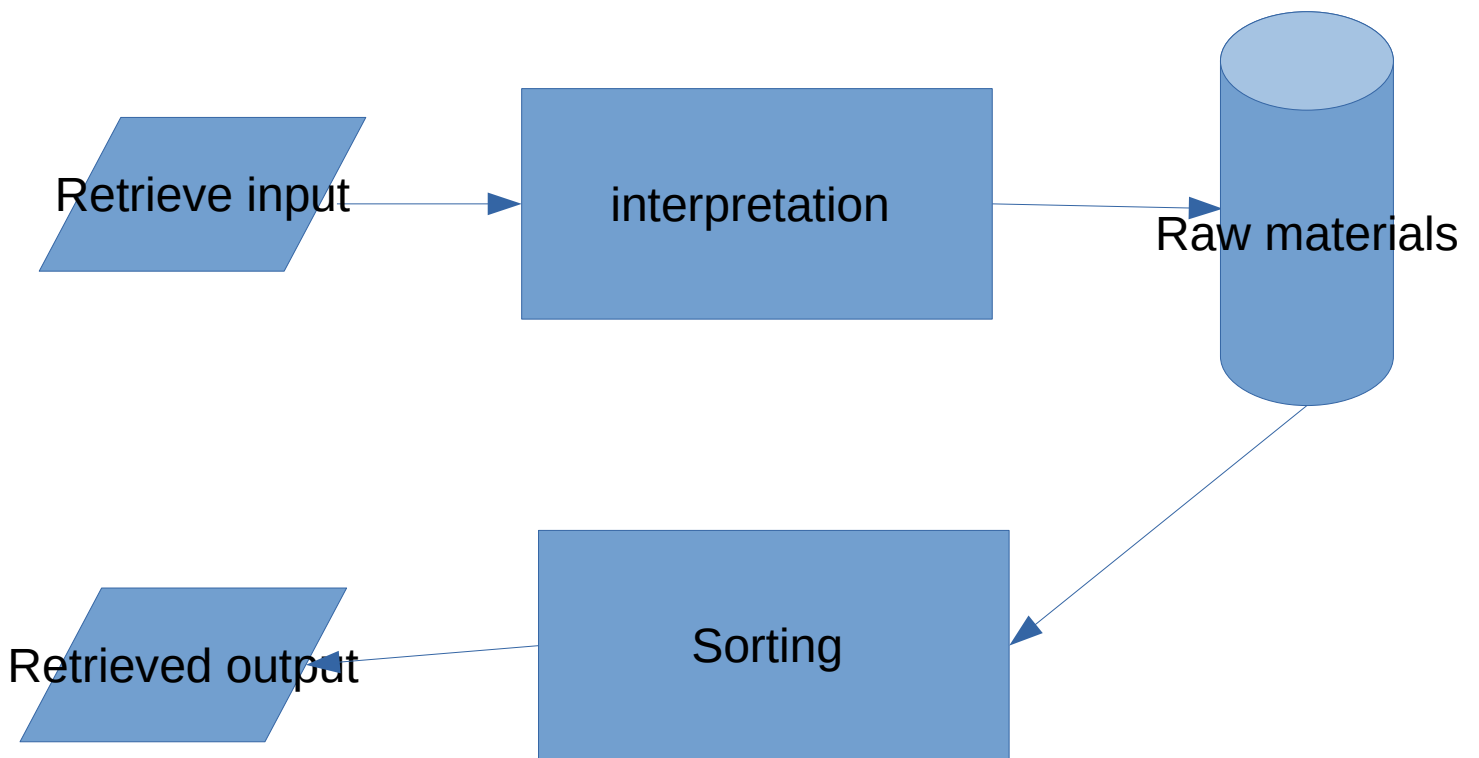 Retrieve input
interpretation
Raw materials
Sorting
Retrieved output